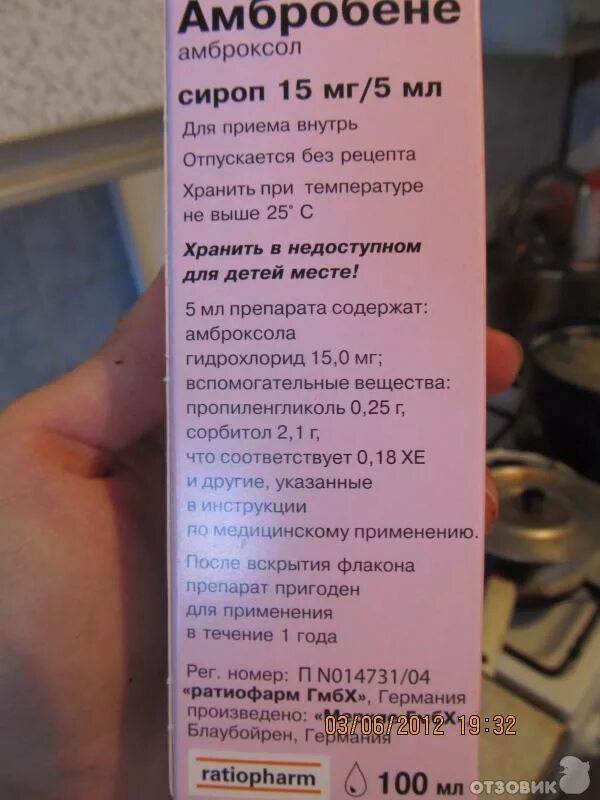 Амбробене
амброксол
сироп 15 мг/5 мл
Для приема внутрь
Отпускается без рецепта
Хранить при температуре
не выше 25° С
Хранить в недоступном
для детей месте!
5 мл препарата содержат:
амброксола
гидрохлорид 15,0 мг;
вспомогательные вещества:
пропиленгликоль 0,25 г,
сорбитол 2,1 г,
что соответствует 0,18 ХЕ
и другие, указанные
в инструкции
по медицинскому применению.
После вскрытия флакона
препарат пригоден
для применения
в течение 1 года
Рег. номер: П N014731/04
«ратиофарм ГмбХ», Германия
произведено: ГмбХ,
03/06/2012 19:32
Блаубойрен, Германия
ratiopharm 100 мл
ОТЗОВИК